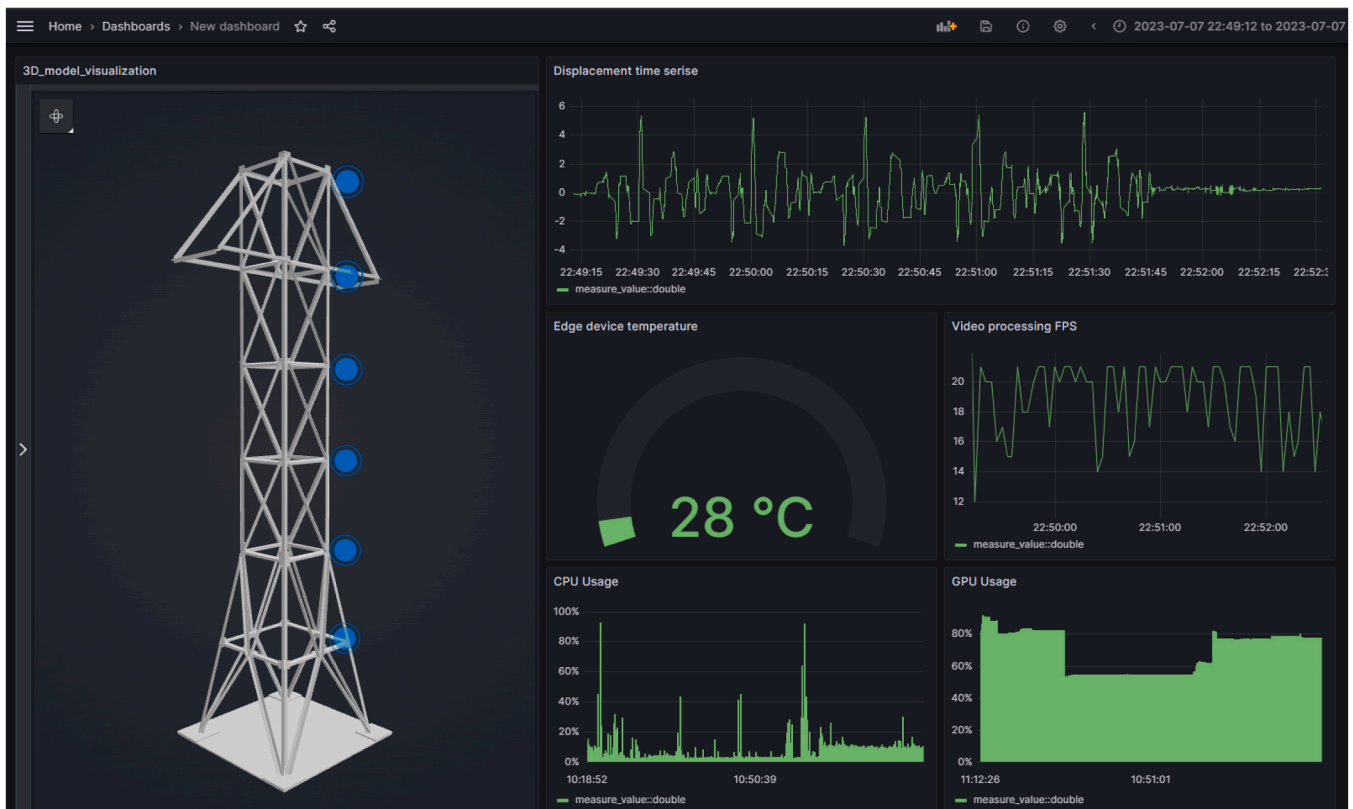 Home › Dashboards › New dashboard
2023-07-07 22:49:12 to 2023-07-07
3D_model_visualization
Displacement time serise
6
4
2
0
-2
-4
22:49:15 22:49:30 22:49:45 22:50:00 22:50:15 22:50:30 22:50:45 22:51:00 22:51:15 22:51:30 22:51:45 22:52:00 22:52:15 22:52:3
measure_value::double
Edge device temperature
28 °C
Video processing FPS
20
18
16
14
12
22:50:00 22:51:00 22:52:00
measure_value::double
CPU Usage
100%
80%
60%
40%
20%
0%
10:18:52 10:50:39
measure_value::double
GPU Usage
80%
60%
40%
20%
0%
11:12:26 10:51:01
measure_value::double